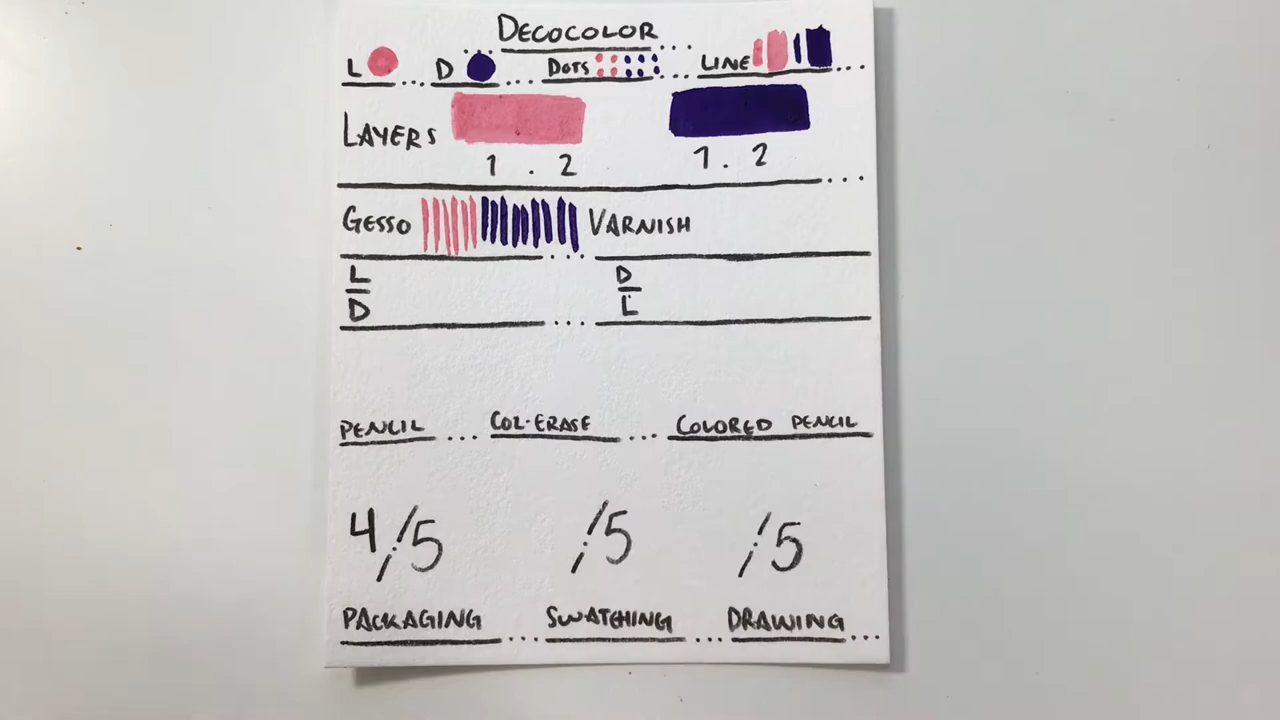 DECOCOLOR
L D DOTS LINE
LAYERS
1 . 2 1 . 2
GESSO VARNISH
L D
D L
PENCIL ... COL-ERASE ... COLORED PENCIL
4/5 /5 /5
PACKAGING ... SWATCHING ... DRAWING ...